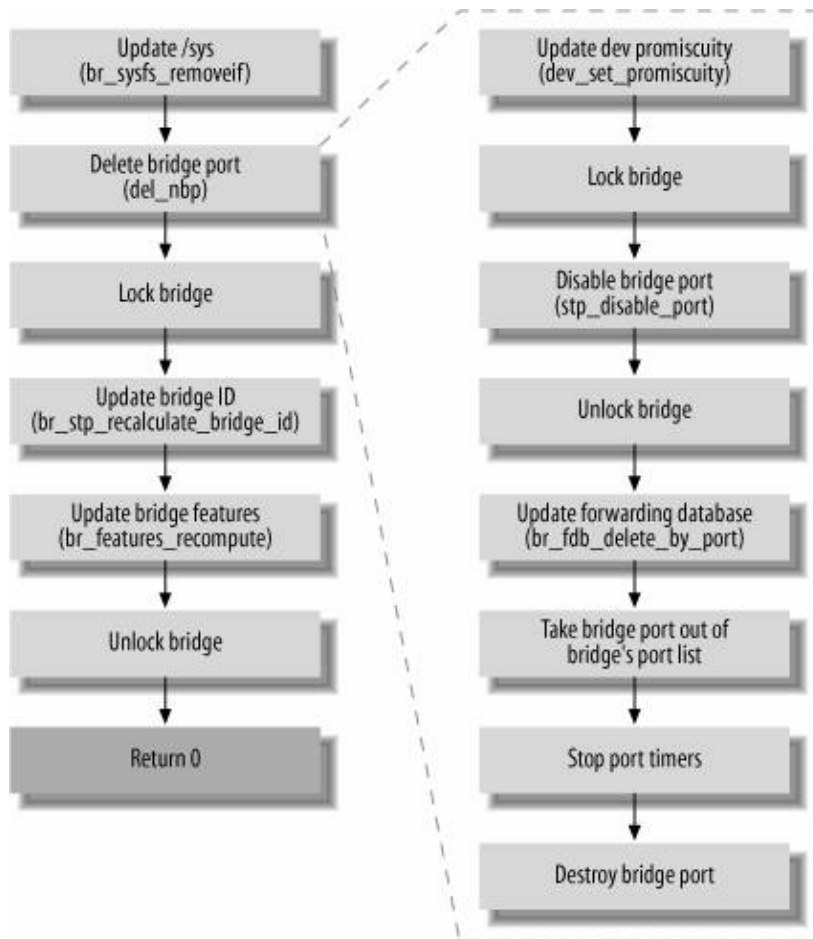 Update /sys
(br_sysfs_removeif)
Delete bridge port
(del_nbp)
Lock bridge
Update bridge ID
(br_stp_recalculate_bridge_id)
Update bridge features
(br_features_recompute)
Unlock bridge
Return 0
Update dev promiscuity
(dev_set_promiscuity)
Lock bridge
Disable bridge port
(stp_disable_port)
Unlock bridge
Update forwarding database
(br_fdb_delete_by_port)
Take bridge port out of
bridge's port list
Stop port timers
Destroy bridge port